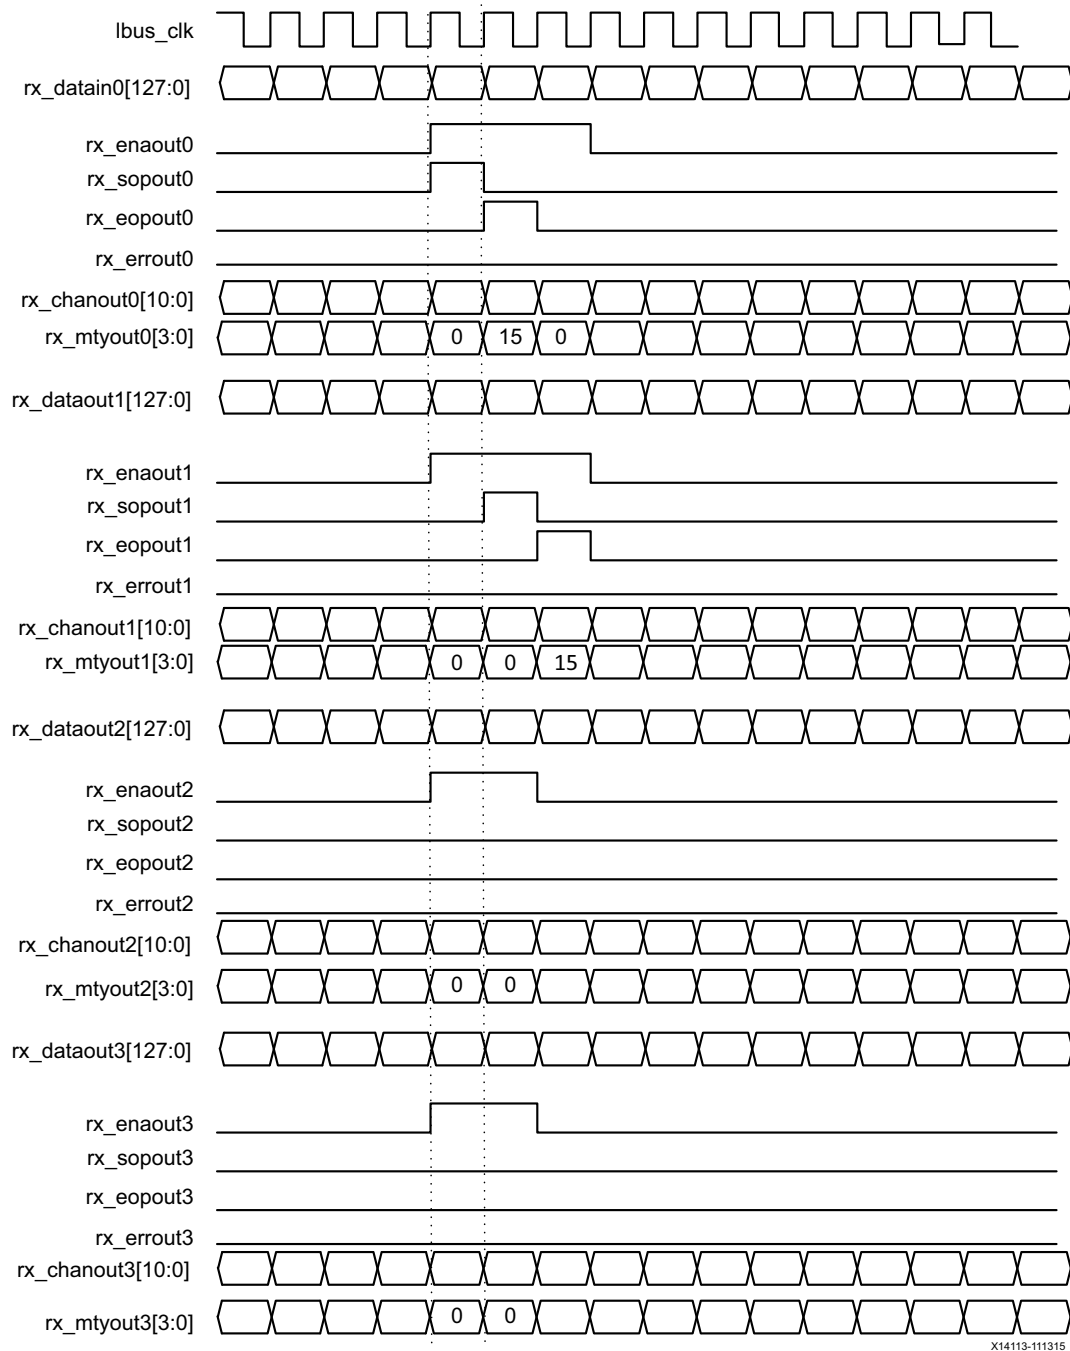 lbus_clk
rx_datain0[127:0]
rx_enaout0
rx_sopout0
rx_eopout0
rx_errout0
rx_chanout0[10:0]
rx_mtyout0[3:0] 0 15 0
rx_dataout1[127:0]
rx_enaout1
rx_sopout1
rx_eopout1
rx_errout1
rx_chanout1[10:0]
rx_mtyout1[3:0] 0 0 15
rx_dataout2[127:0]
rx_enaout2
rx_sopout2
rx_eopout2
rx_errout2
rx_chanout2[10:0]
rx_mtyout2[3:0] 0 0
rx_dataout3[127:0]
rx_enaout3
rx_sopout3
rx_eopout3
rx_errout3
rx_chanout3[10:0]
rx_mtyout3[3:0] 0 0
X14113-111315